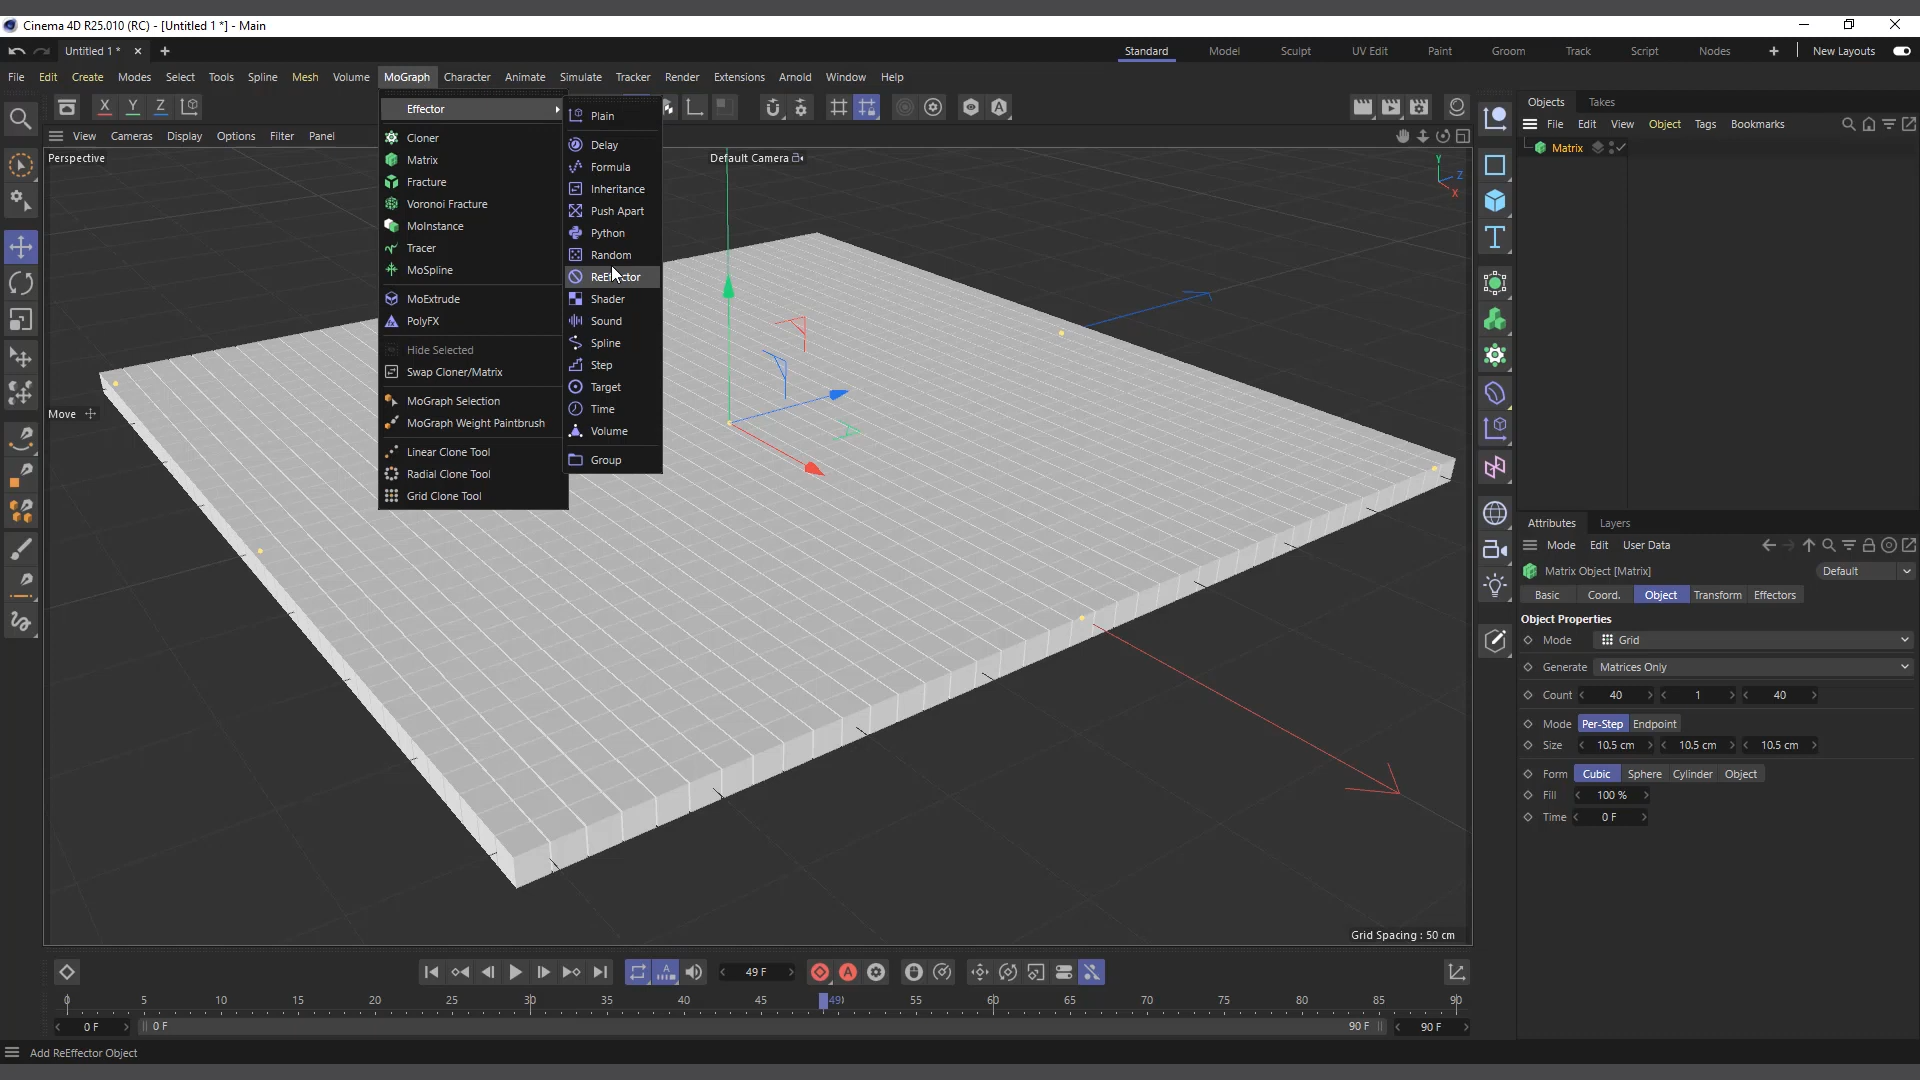 Cinema 4D R25.010 (RC) - [Untitled 1 *] - Main
Untitled 1 *
Standard Model Sculpt UV Edit Paint Groom Track Script Nodes New Layouts
File Edit Create Modes Select Tools Spline Mesh Volume MoGraph Character Animate Simulate Tracker Render Extensions Arnold Window Help
X Y Z
View Cameras Display Options Filter Panel
Perspective
Default Camera
Y
Z
X
Move
Effector
Cloner
Matrix
Fracture
Voronoi Fracture
MoInstance
Tracer
MoSpline
MoExtrude
PolyFX
Hide Selected
Swap Cloner/Matrix
MoGraph Selection
MoGraph Weight Paintbrush
Linear Clone Tool
Radial Clone Tool
Grid Clone Tool
Plain
Delay
Formula
Inheritance
Push Apart
Python
Random
ReEffector
Shader
Sound
Spline
Step
Target
Time
Volume
Group
Grid Spacing : 50 cm
Objects Takes
File Edit View Object Tags Bookmarks
Matrix
Attributes Layers
Mode Edit User Data
Matrix Object [Matrix] Default
Basic Coord. Object Transform Effectors
Object Properties
Mode Grid
Generate Matrices Only
Count 40 1 40
Mode Per-Step Endpoint
Size 10.5 cm 10.5 cm 10.5 cm
Form Cubic Sphere Cylinder Object
Fill 100 %
Time 0 F
49 F
0 5 10 15 20 25 30 35 40 45 49 55 60 65 70 75 80 85 90
0 F 0 F 90 F 90 F
Add ReEffector Object